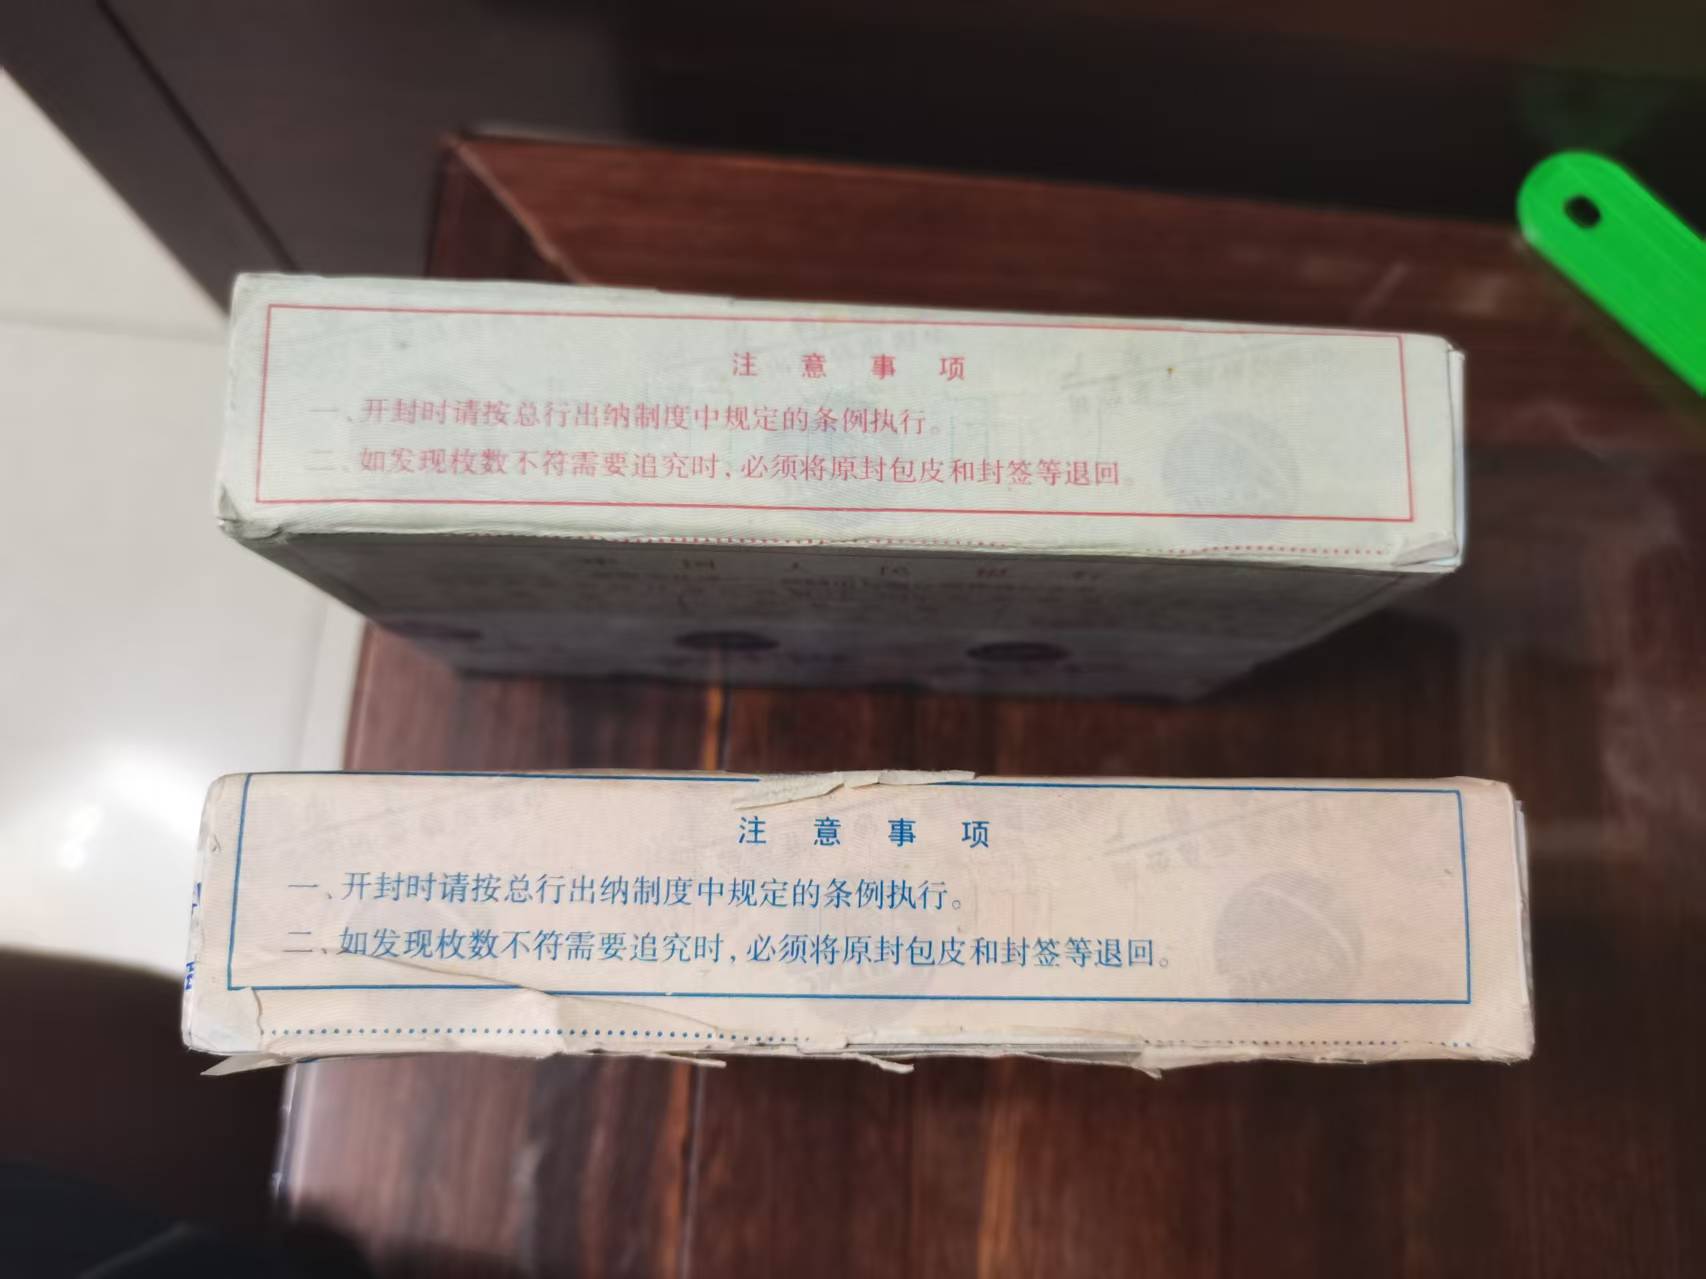 注意事项
一、开封时请按总行出纳制度中规定的条例执行。
二、如发现枚数不符需要追究时,必须将原封包皮和封签等退回
注意事项
一、开封时请按总行出纳制度中规定的条例执行。
二、如发现枚数不符需要追究时,必须将原封包皮和封签等退回。